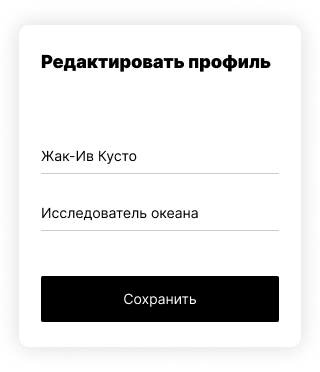 Редактировать профиль
Жак-Ив Кусто
Исследователь океана
Сохранить